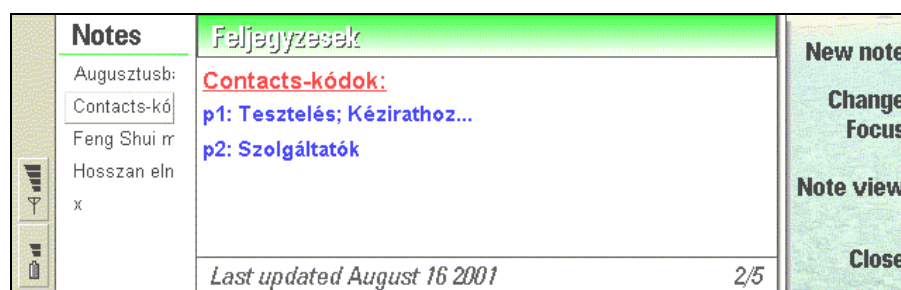 Notes
Augusztusb
Contacts-kó
Feng Shui m
Hosszan eln
x
Feljegyzesek
Contacts-kódok:
p1: Tesztelés; Kézirathoz...
p2: Szolgáltatók
Last updated August 16 2001
2/5
New note
Change
Focus
Note view
Close